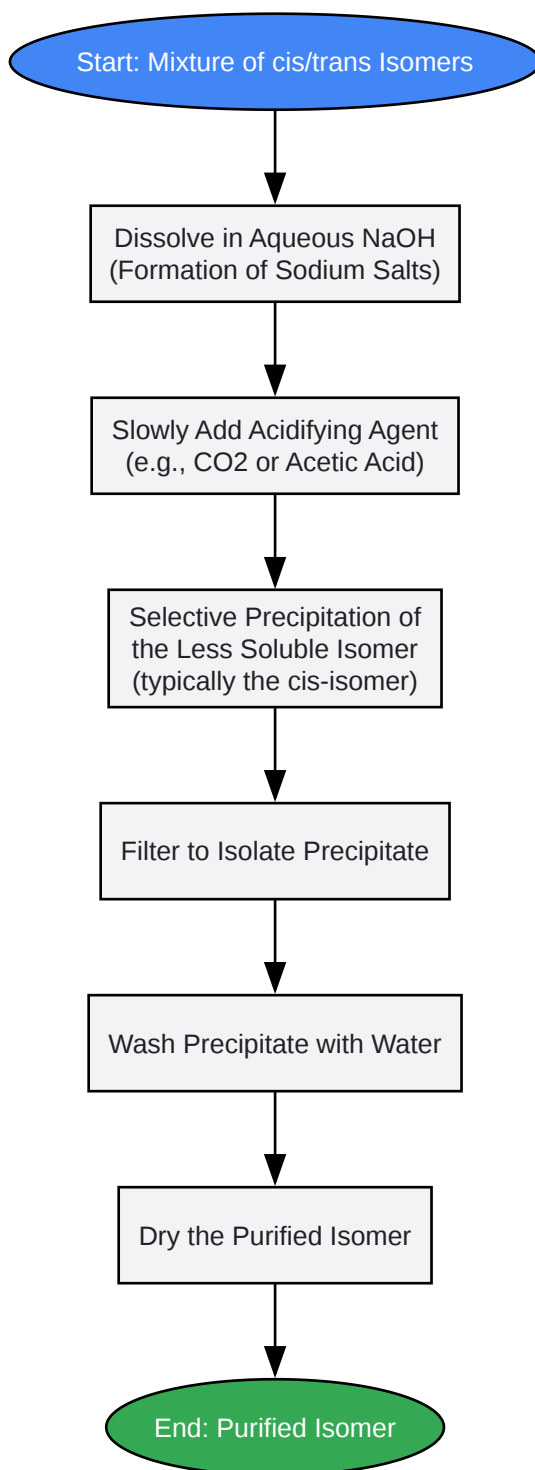 Start: Mixture of cis/trans Isomers
Dissolve in Aqueous NaOH
(Formation of Sodium Salts)
Slowly Add Acidifying Agent
(e.g., CO2 or Acetic Acid)
Selective Precipitation of
the Less Soluble Isomer
(typically the cis-isomer)
Filter to Isolate Precipitate
Wash Precipitate with Water
Dry the Purified Isomer
End: Purified Isomer